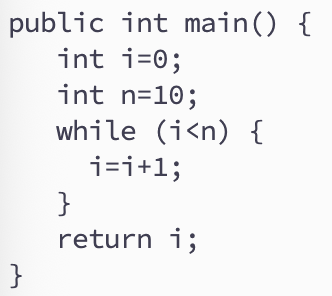 public int main() {
   int i=0;
   int n=10;
   while (i<n) {
     i=i+1;
   }
   return i;
}